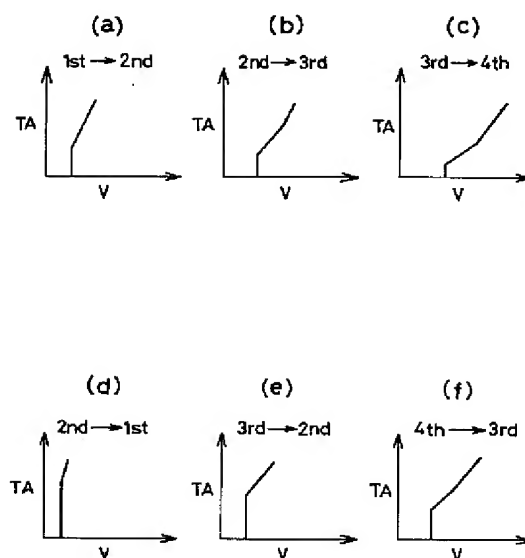 (a)
1st → 2nd
TA
V
(b)
2nd → 3rd
TA
V
(c)
3rd → 4th
TA
V
(d)
2nd → 1st
TA
V
(e)
3rd → 2nd
TA
V
(f)
4th → 3rd
TA
V